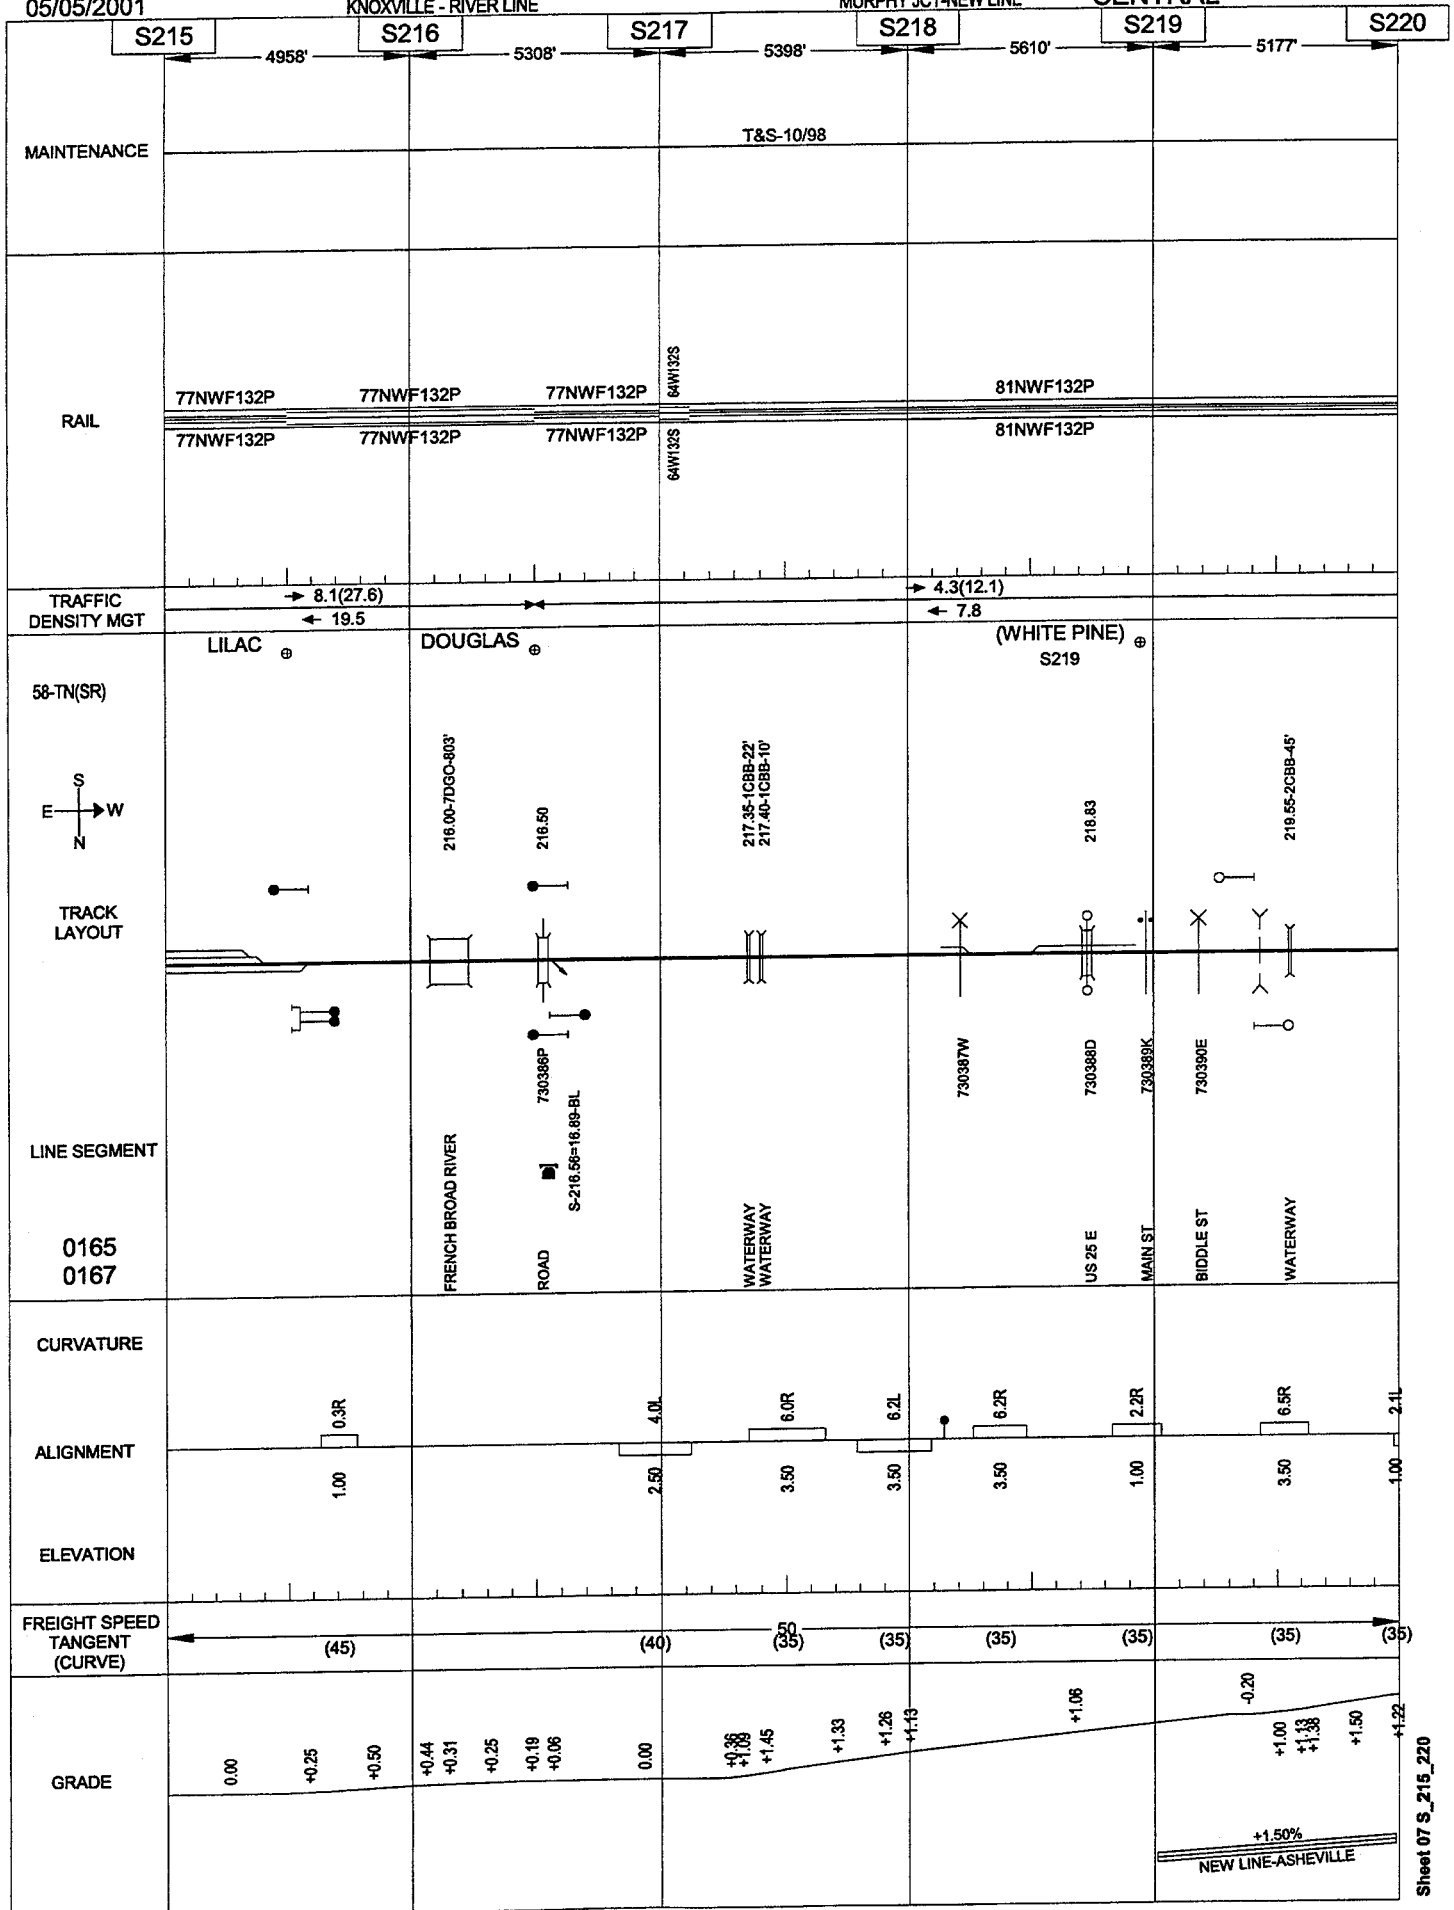 05/05/2001 KNOXVILLE - RIVER LINE MURPHY JCT-NEW LINE CENTRAL
S215 S216 S217 S218 S219 S220
4958' 5308' 5398' 5610' 5177'
MAINTENANCE
T&S-10/98
RAIL
77NWF132P 77NWF132P 77NWF132P 64W132S 81NWF132P
77NWF132P 77NWF132P 77NWF132P 64W132S 81NWF132P
TRAFFIC
DENSITY MGT
8.1(27.6) 4.3(12.1)
19.5 7.8
LILAC DOUGLAS (WHITE PINE)
S219
58-TN(SR)
S
E W
N
216.00-7DGO-803'
216.50
217.35-1CBB-22'
217.40-1CBB-10'
218.83
219.55-2CBB-45'
TRACK
LAYOUT
730386P
S-216.56=16.89-BL
730387W
730388D
730389K
730390E
LINE SEGMENT
0165
0167
FRENCH BROAD RIVER
ROAD
WATERWAY
WATERWAY
US 25 E
MAIN ST
BIDDLE ST
WATERWAY
CURVATURE
0.3R 4.0L 6.0R 6.2L 6.2R 2.2R 6.5R 2.1L
ALIGNMENT
1.00 2.50 3.50 3.50 3.50 1.00 3.50 1.00
ELEVATION
FREIGHT SPEED
TANGENT
(CURVE)
50
(45) (40) (35) (35) (35) (35) (35) (35)
GRADE
0.00 +0.25 +0.50 +0.44 +0.31 +0.25 +0.19 +0.06 0.00 +0.36 +1.09 +1.45 +1.33 +1.26 +1.13 +1.06 -0.20 +1.00 +1.13 +1.38 +1.50 +1.22
+1.50%
NEW LINE-ASHEVILLE
Sheet 07 S_215_220